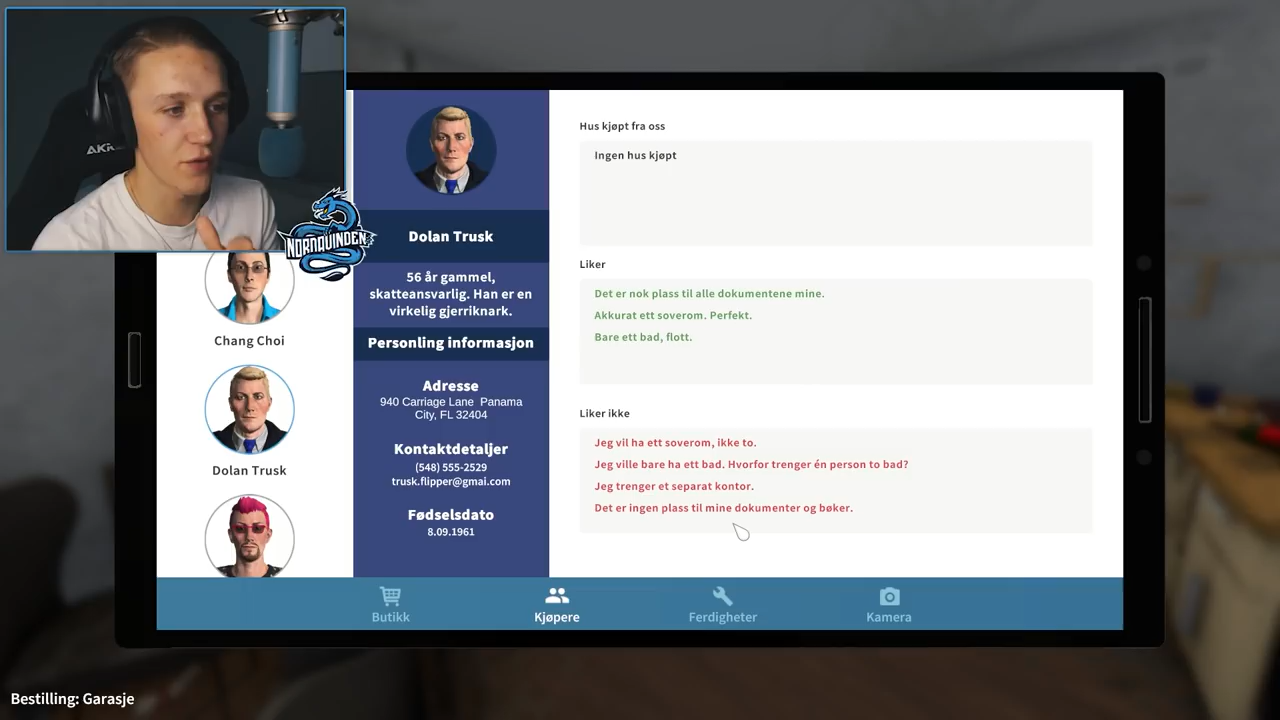 AKR
NORDAVINDEN
Chang Choi
Dolan Trusk
Dolan Trusk
56 år gammel,
skatteansvarlig. Han er en
virkelig gjerriknark.
Personling informasjon
Adresse
940 Carriage Lane Panama
City, FL 32404
Kontaktdetaljer
(548) 555-2529
trusk.flipper@gmai.com
Fødselsdato
8.09.1961
Hus kjøpt fra oss
Ingen hus kjøpt
Liker
Det er nok plass til alle dokumentene mine.
Akkurat ett soverom. Perfekt.
Bare ett bad, flott.
Liker ikke
Jeg vil ha ett soverom, ikke to.
Jeg ville bare ha ett bad. Hvorfor trenger én person to bad?
Jeg trenger et separat kontor.
Det er ingen plass til mine dokumenter og bøker.
Butikk
Kjøpere
Ferdigheter
Kamera
Bestilling: Garasje